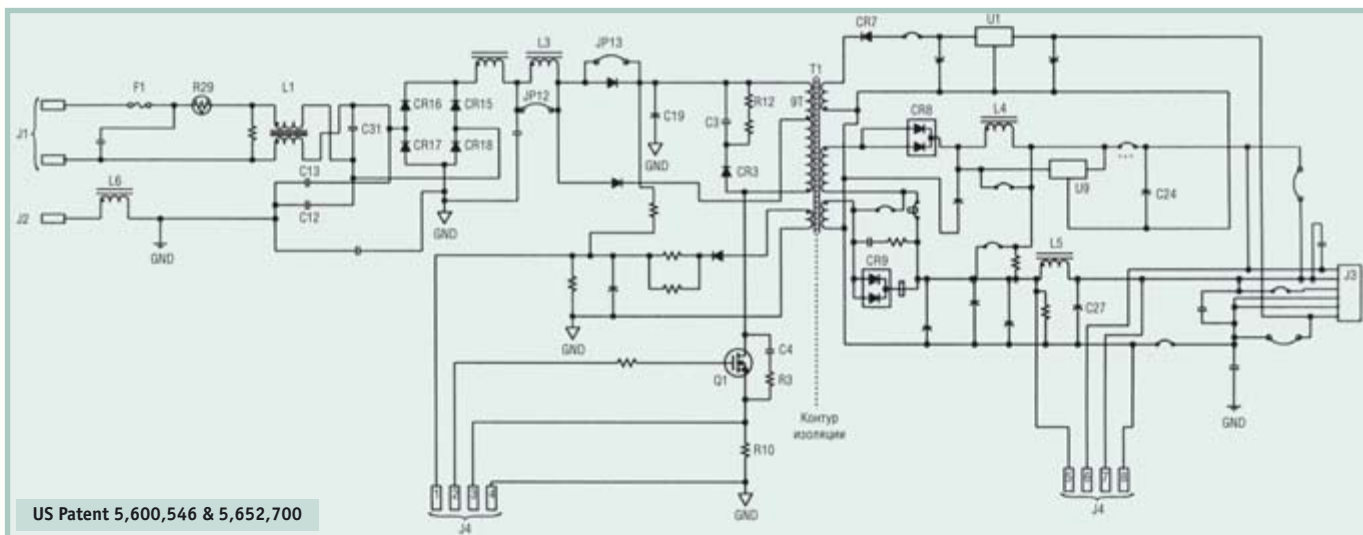 CR7
U1
L3
JP13
T1
F1
R29
L1
CR16
CR15
JP12
9T
R12
CR8
L4
J1
C31
C19
C3
CR17
CR18
GND
C13
CR3
U9
C24
L6
C12
J2
GND
GND
L5
CR9
J3
C27
GND
C4
Q1
R3
Контур
изоляции
GND
R10
US Patent 5,600,546 & 5,652,700
J4
GND
J4